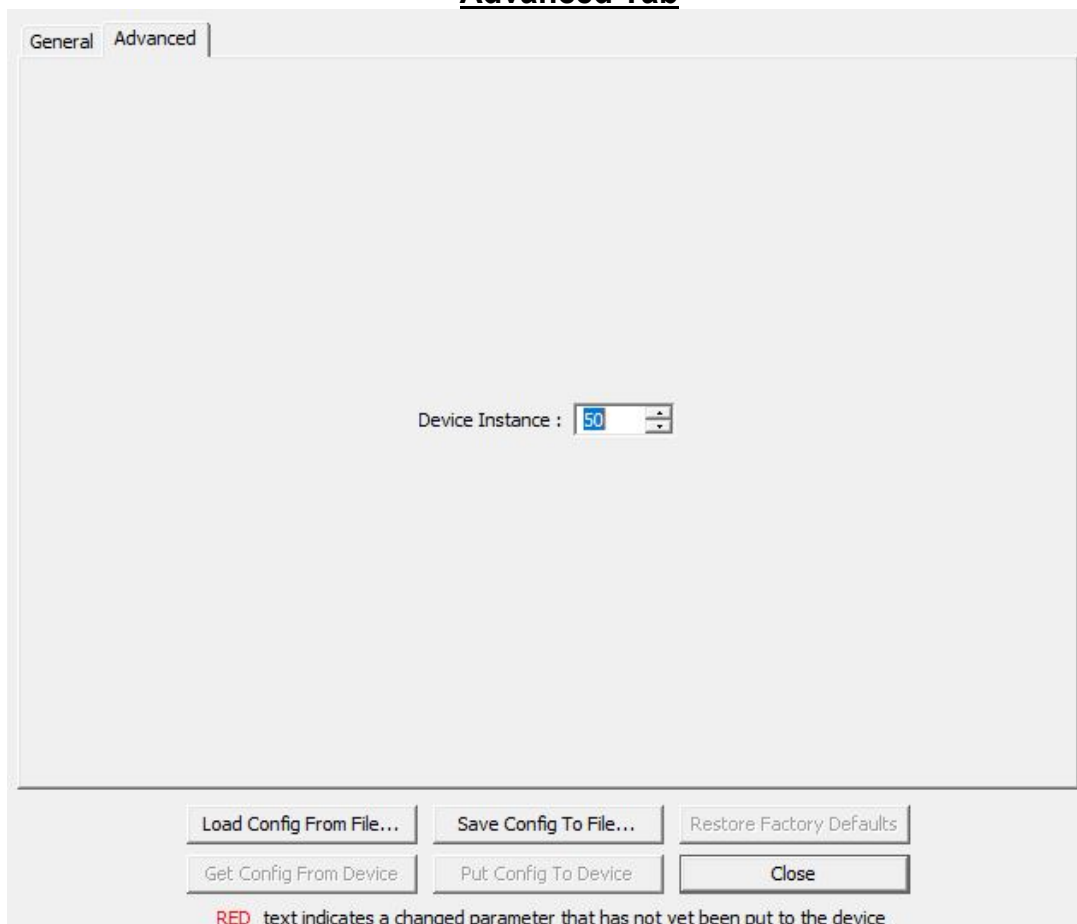 Advanced Tab
General Advanced
Device Instance : 50
Load Config From File... Save Config To File... Restore Factory Defaults
Get Config From Device Put Config To Device Close
RED text indicates a changed parameter that has not yet been put to the device